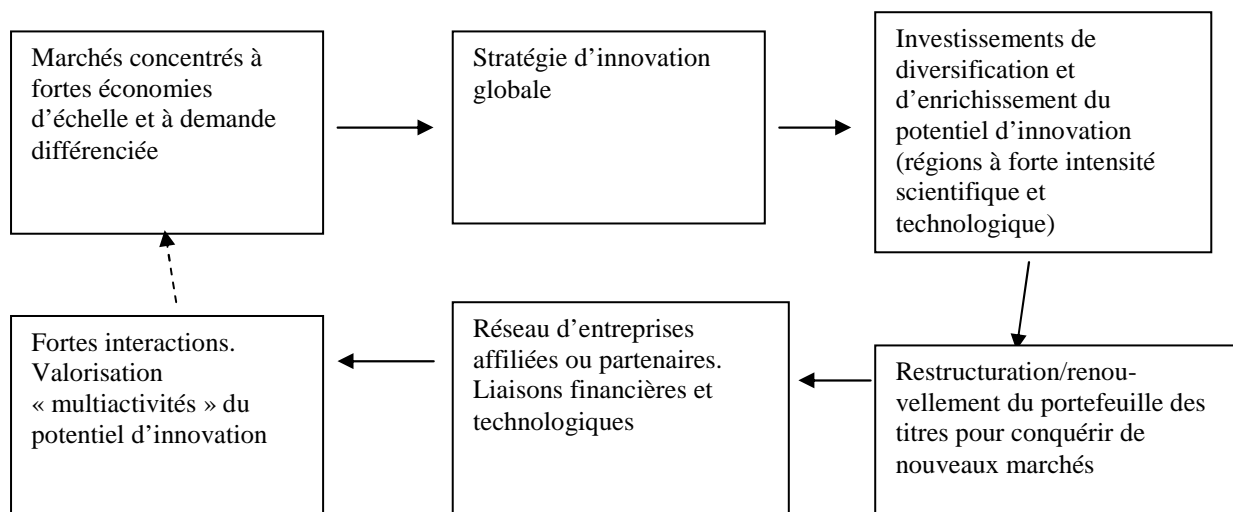 Marchés concentrés à
fortes économies
d’échelle et à demande
différenciée
Stratégie d’innovation
globale
Investissements de
diversification et
d’enrichissement du
potentiel d’innovation
(régions à forte intensité
scientifique et
technologique)
Fortes interactions.
Valorisation
« multiactivités » du
potentiel d’innovation
Réseau d’entreprises
affiliées ou partenaires.
Liaisons financières et
technologiques
Restructuration/renou-
vellement du portefeuille des
titres pour conquérir de
nouveaux marchés